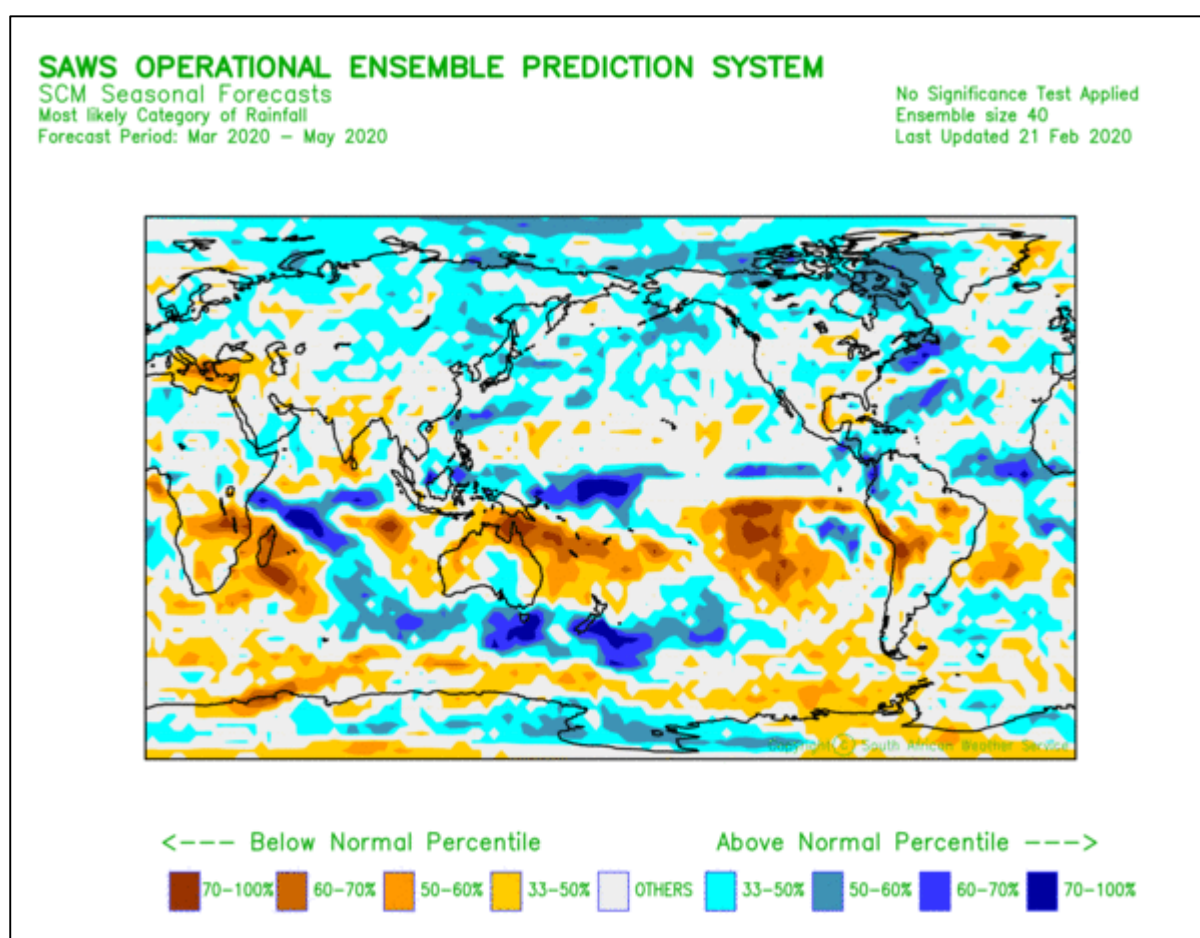 SAWS OPERATIONAL ENSEMBLE PREDICTION SYSTEM
SCM Seasonal Forecasts
Most likely Category of Rainfall
Forecast Period: Mar 2020 – May 2020
No Significance Test Applied
Ensemble size 40
Last Updated 21 Feb 2020
Copyright © South African Weather Service
<--- Below Normal Percentile
Above Normal Percentile --->
70-100% 60-70% 50-60% 33-50% OTHERS 33-50% 50-60% 60-70% 70-100%